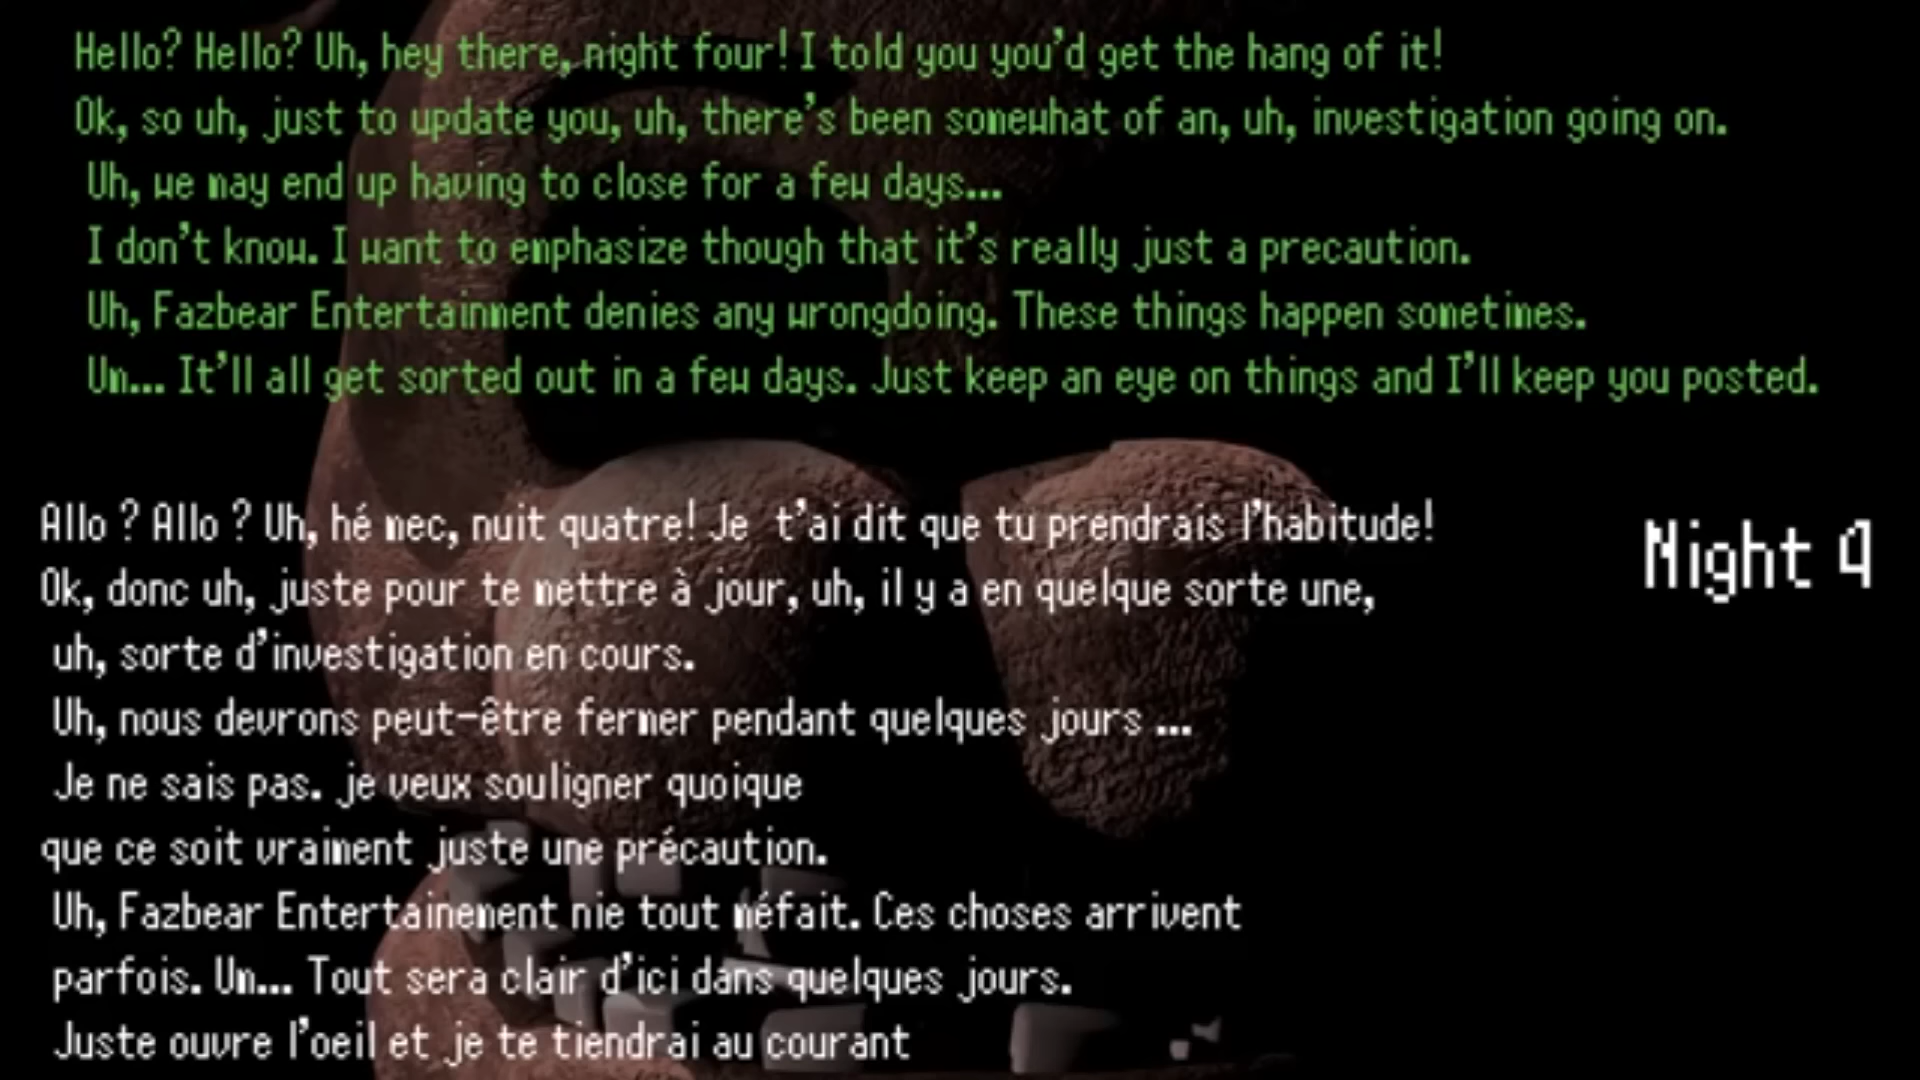 Hello? Hello? Uh, hey there, night four! I told you you'd get the hang of it!
Ok, so uh, just to update you, uh, there's been somewhat of an, uh, investigation going on.
Uh, we may end up having to close for a few days...
I don't know. I want to emphasize though that it's really just a precaution.
Uh, Fazbear Entertainment denies any wrongdoing. These things happen sometimes.
Um... It'll all get sorted out in a few days. Just keep an eye on things and I'll keep you posted.
Allo ? Allo ? Uh, hé mec, nuit quatre! Je t'ai dit que tu prendrais l'habitude!
Night 4
Ok, donc uh, juste pour te mettre à jour, uh, il y a en quelque sorte une,
uh, sorte d'investigation en cours.
Uh, nous devrons peut-être fermer pendant quelques jours ...
Je ne sais pas. je veux souligner quoique
que ce soit vraiment juste une précaution.
Uh, Fazbear Entertainement nie tout méfait. Ces choses arrivent
parfois. Um... Tout sera clair d'ici dans quelques jours.
Juste ouvre l'oeil et je te tiendrai au courant